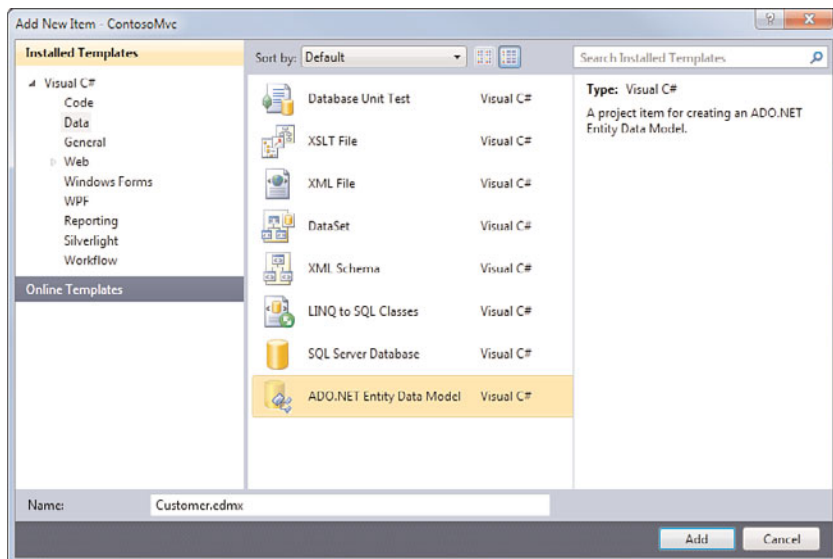 Add New Item - ContosoMvc
Installed Templates
Visual C#
Code
Data
General
Web
Windows Forms
WPF
Reporting
Silverlight
Workflow
Online Templates
Sort by: Default
Database Unit Test Visual C#
XSLT File Visual C#
XML File Visual C#
DataSet Visual C#
XML Schema Visual C#
LINQ to SQL Classes Visual C#
SQL Server Database Visual C#
ADO.NET Entity Data Model Visual C#
Search Installed Templates
Type: Visual C#
A project item for creating an ADO.NET
Entity Data Model.
Name: Customer.edmx
Add Cancel